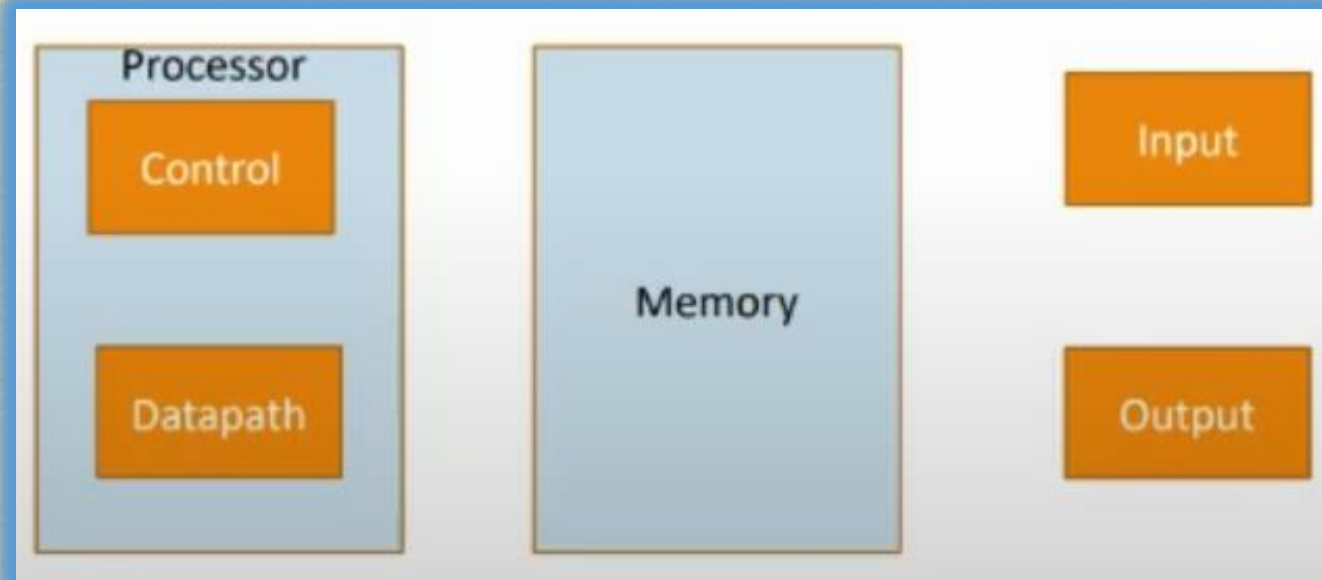 Processor
Control
Datapath
Memory
Input
Output